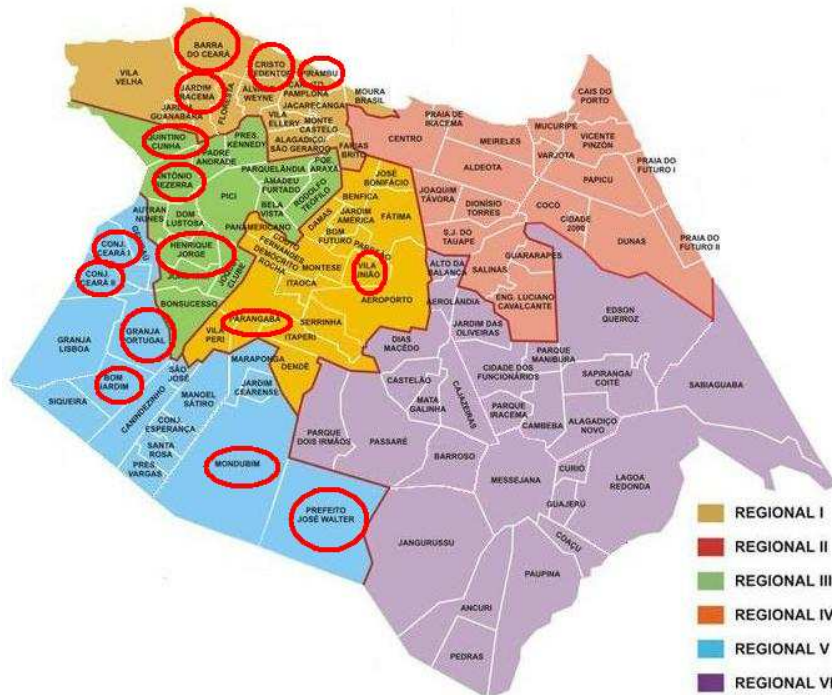 BARRA
DO CEARÁ
CRISTO
REDENTOR
PIRAMBU
VILA
VELHA
JARDIM
IRACEMA
FLORESTA
PAMPLONA
JACARECANGA
MOURA
BRASIL
JARDIM
GUANABARA
VILA
ELLERY
MONTE
CASTELO
ALAGADIÇO/
SÃO GERARDO
FARIAS
BRITO
QUINTINO
CUNHA
PADRE
ANDRADE
PRES.
KENNEDY
PARQUELÂNDIA
AMADEU
FURTADO
RODOLFO
TEÓFILO
ANTÔNIO
BEZERRA
PICI
BELA
VISTA
AUTRAN
NUNES
DOM
LUSTOSA
PANAMERICANO
HENRIQUE
JORGE
BONSUCESSO
CENTRO
PRAIA DE
IRACEMA
MEIRELES
MUCURIPE
CAIS DO
PORTO
VARJOTA
VICENTE
PINZÓN
ALDEOTA
PAPICU
PRAIA DO
FUTURO I
JOAQUIM
TÁVORA
DIONÍSIO
TORRES
COCO
CIDADE
2000
DUNAS
PRAIA DO
FUTURO II
S.J. DO
TAUAPE
GUARARAPES
SALINAS
ENG. LUCIANO
CAVALCANTE
JOSÉ
BONIFÁCIO
BENFICA
JARDIM
AMÉRICA
FÁTIMA
DAMAS
BOM
FUTURO
PARREÃO
COUTO
FERNANDES
DEMÓCRITO
ROCHA
MONTESE
VILA
UNIÃO
ITAOCA
AEROPORTO
PARANGABA
SERRINHA
VILA
PERI
ITAPERI
DENDÊ
CONJ.
CEARÁ I
CONJ.
CEARÁ II
GRANJA
PORTUGAL
GRANJA
LISBOA
BOM
JARDIM
SIQUEIRA
CANINDEZINHO
SÃO
JOSÉ
MARAPONGA
JARDIM
CEARENSE
MANOEL
SÁTIRO
CONJ.
ESPERANÇA
SANTA
ROSA
PRES.
VARGAS
MONDUBIM
PREFEITO
JOSÉ WALTER
ALTO DA
BALANÇA
AEROLÂNDIA
JARDIM DAS
OLIVEIRAS
EDSON
QUEIROZ
DIAS
MACÊDO
PARQUE
MANIBURA
CIDADE DOS
FUNCIONÁRIOS
SAPIRANGA/
COITÉ
SABIAGUABA
CASTELÃO
CAJAZEIRAS
MATA
GALINHA
PARQUE
IRACEMA
CAMBEBA
ALAGADIÇO
NOVO
PARQUE
DOIS IRMÃOS
PASSARÉ
BARROSO
MESSEJANA
CURIÓ
LAGOA
REDONDA
GUAJERÚ
COAÇU
JANGURUSSU
PAUPINA
ANCURI
PEDRAS
REGIONAL I
REGIONAL II
REGIONAL III
REGIONAL IV
REGIONAL V
REGIONAL VI